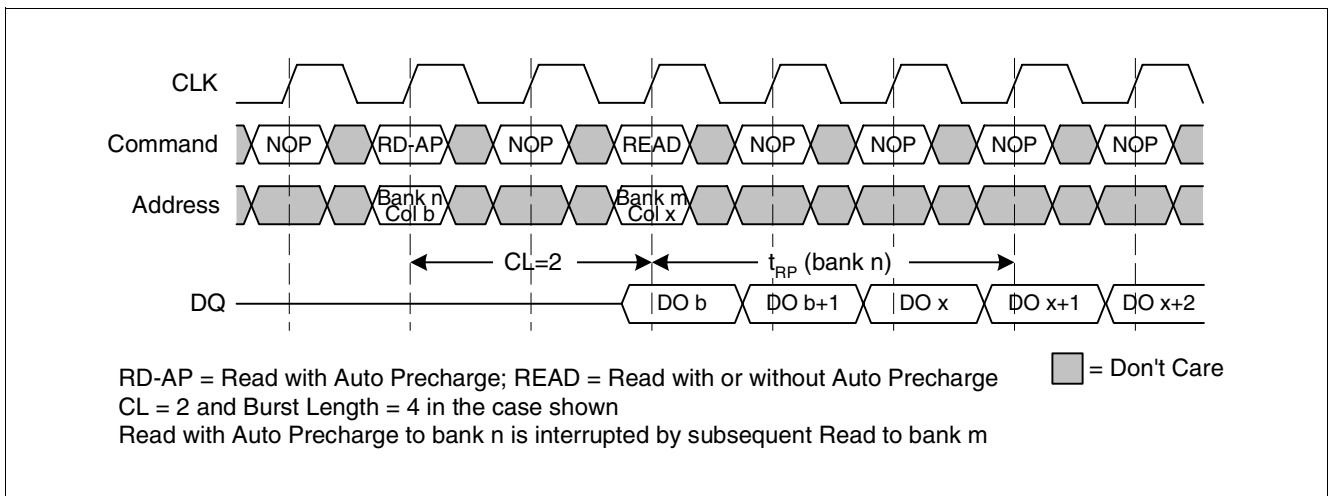 CLK
Command NOP RD-AP NOP READ NOP NOP NOP NOP
Address Bank n Col b Bank m Col x
CL=2 tRP (bank n)
DQ DO b DO b+1 DO x DO x+1 DO x+2
RD-AP = Read with Auto Precharge; READ = Read with or without Auto Precharge = Don't Care
CL = 2 and Burst Length = 4 in the case shown
Read with Auto Precharge to bank n is interrupted by subsequent Read to bank m